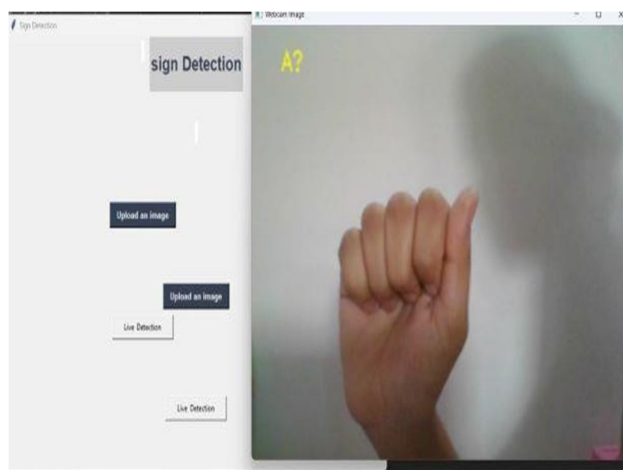 Sign Detection
sign Detection
Upload an image
Upload an image
Live Detection
Live Detection
Webcam Image
A?